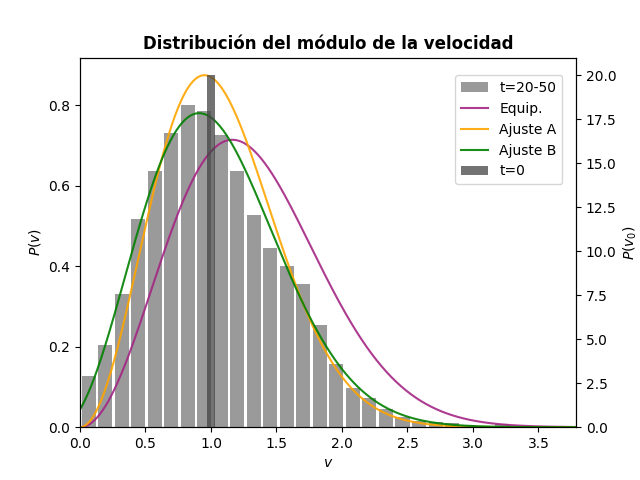 Distribución del módulo de la velocidad
P(v)
0.0
0.2
0.4
0.6
0.8
t=20-50
Equip.
Ajuste A
Ajuste B
t=0
0.0
2.5
5.0
7.5
10.0
12.5
15.0
17.5
20.0
P(v₀)
0.0 0.5 1.0 1.5 2.0 2.5 3.0 3.5
v